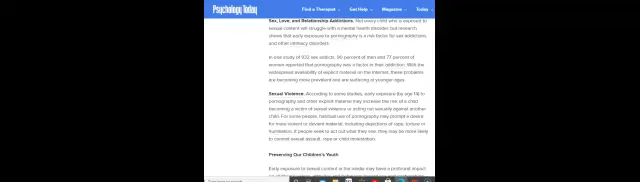 Psychology Today
Find a Therapist Get Help Magazine Today
Sex, Love, and Relationship Addictions. Not every child who is exposed to
sexual content will struggle with a mental health disorder, but research
shows that early exposure to pornography is a risk factor for sex addictions
and other intimacy disorders.
In one study of 932 sex addicts, 90 percent of men and 77 percent of
women reported that pornography was a factor in their addiction. With the
widespread availability of explicit material on the Internet, these problems
are becoming more prevalent and are surfacing at younger ages.
Sexual Violence. According to some studies, early exposure (by age 14) to
pornography and other explicit material may increase the risk of a child
becoming a victim of sexual violence or acting out sexually against another
child. For some people, habitual use of pornography may prompt a desire
for more violent or deviant material, including depictions of rape, torture or
humiliation. If people seek to act out what they see, they may be more likely
to commit sexual assault, rape or child molestation.
Preserving Our Children's Youth
Early exposure to sexual content in the media may have a profound impact